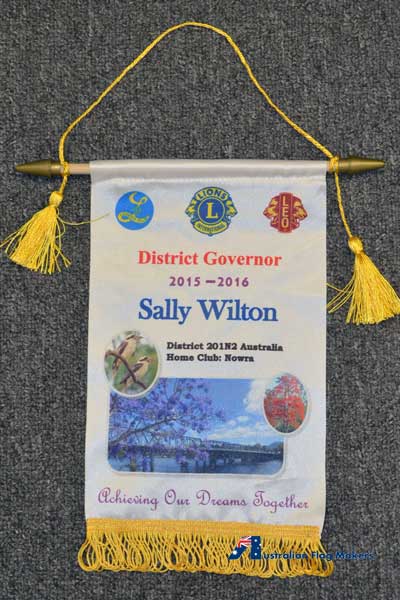 LIONS
L
INTERNATIONAL
LEO
District Governor
2015 - 2016
Sally Wilton
District 201N2 Australia
Home Club: Nowra
Achieving Our Dreams Together
Australian Flag Makers